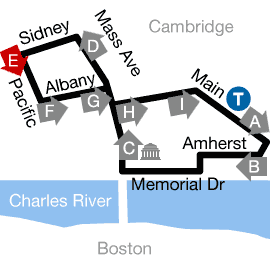 Cambridge
Sidney
Mass Ave
D
E
Pacific
Albany
F
G
H
I
Main
T
A
C
Amherst
B
Memorial Dr
Charles River
Boston